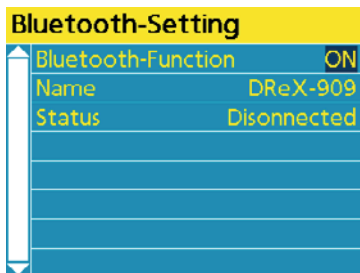 Bluetooth-Setting
Bluetooth-Function ON
Name DReX-909
Status Disonnected